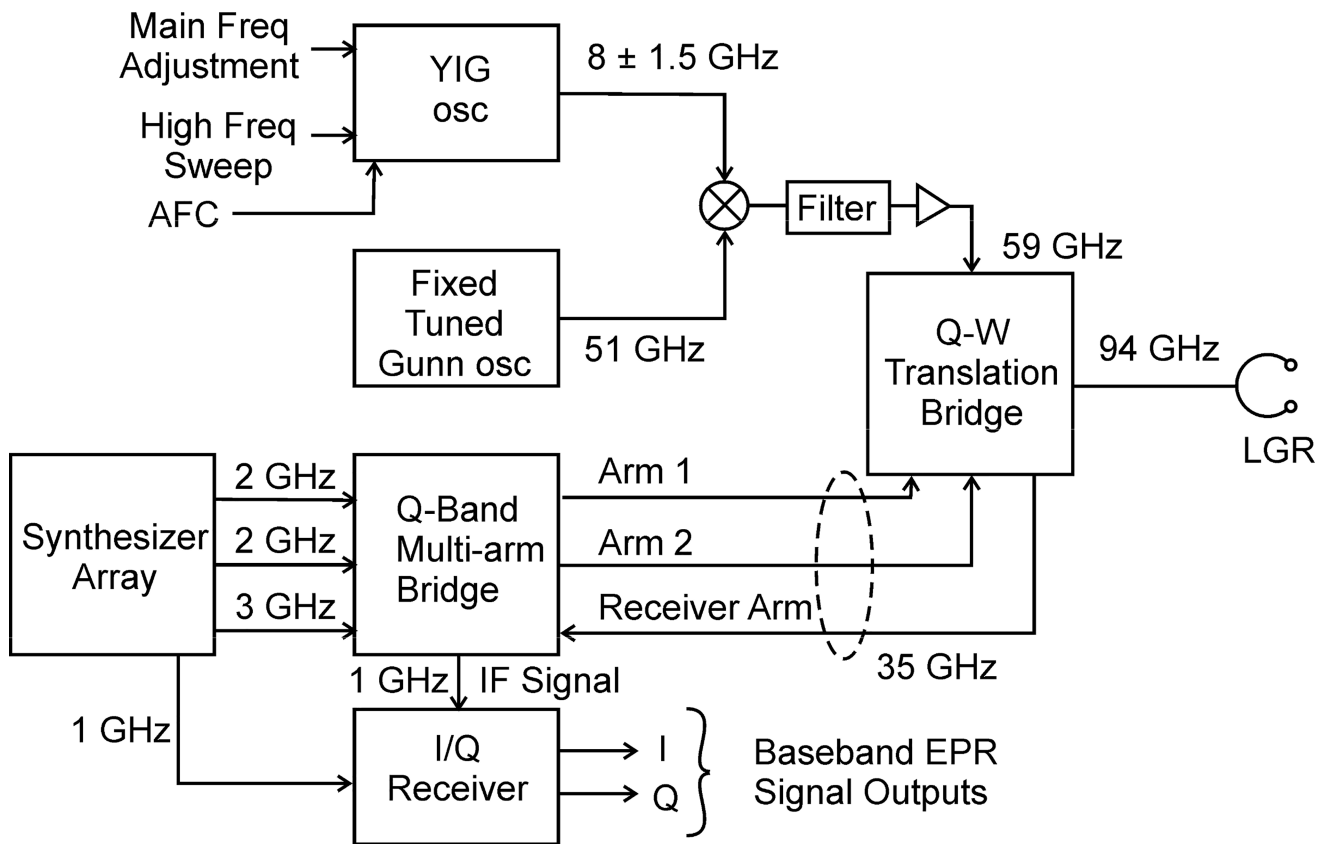 Main Freq
Adjustment
YIG
osc
8 ± 1.5 GHz
High Freq
Sweep
AFC
Filter
59 GHz
Fixed
Tuned
Gunn osc
51 GHz
Q-W
Translation
Bridge
94 GHz
LGR
Synthesizer
Array
2 GHz
2 GHz
3 GHz
Q-Band
Multi-arm
Bridge
Arm 1
Arm 2
Receiver Arm
35 GHz
1 GHz
IF Signal
1 GHz
I/Q
Receiver
I
Q
Baseband EPR
Signal Outputs